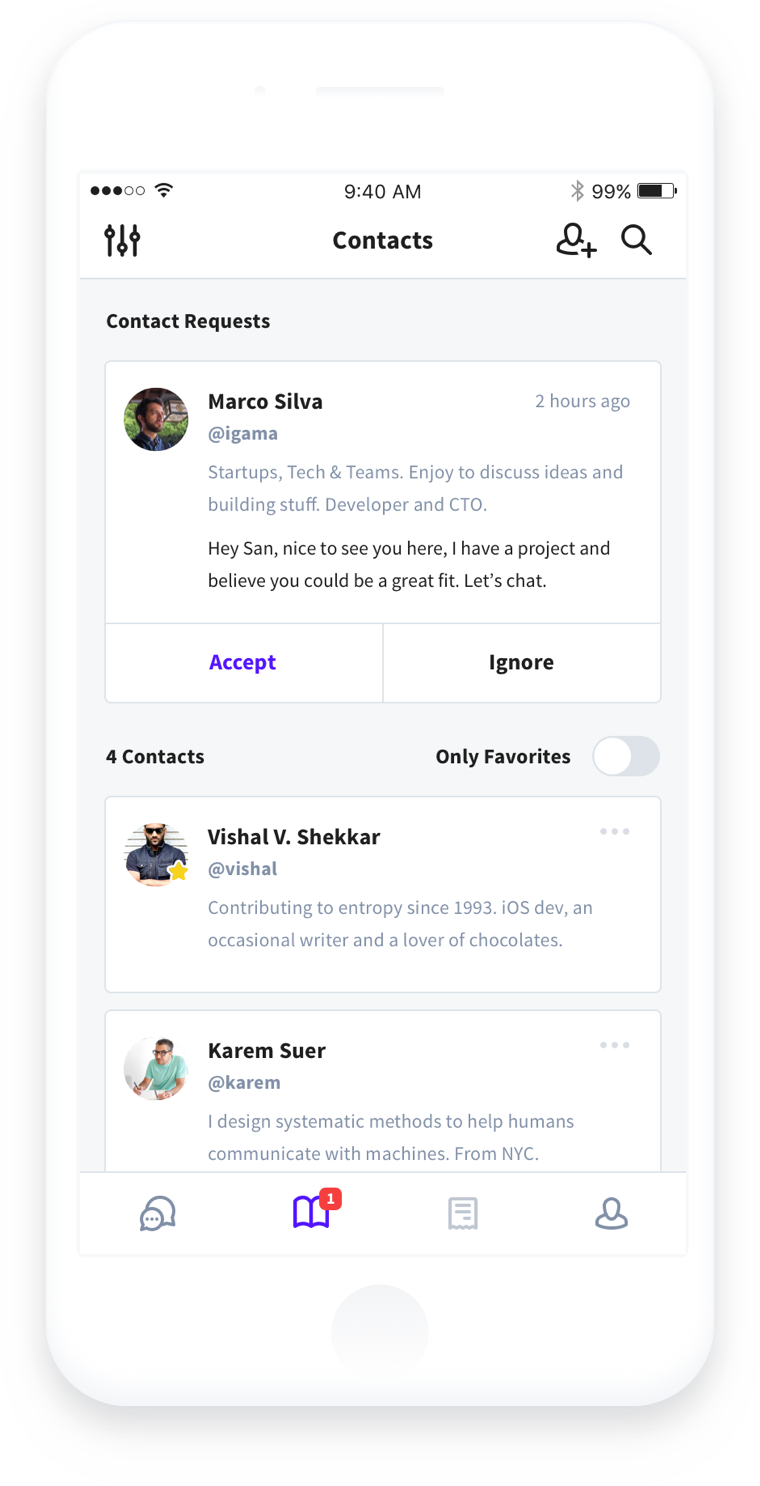 9:40 AM
99%
Contacts
Contact Requests
Marco Silva
2 hours ago
@igama
Startups, Tech & Teams. Enjoy to discuss ideas and
building stuff. Developer and CTO.
Hey San, nice to see you here, I have a project and
believe you could be a great fit. Let’s chat.
Accept
Ignore
4 Contacts
Only Favorites
Vishal V. Shekkar
@vishal
Contributing to entropy since 1993. iOS dev, an
occasional writer and a lover of chocolates.
Karem Suer
@karem
I design systematic methods to help humans
communicate with machines. From NYC.
1